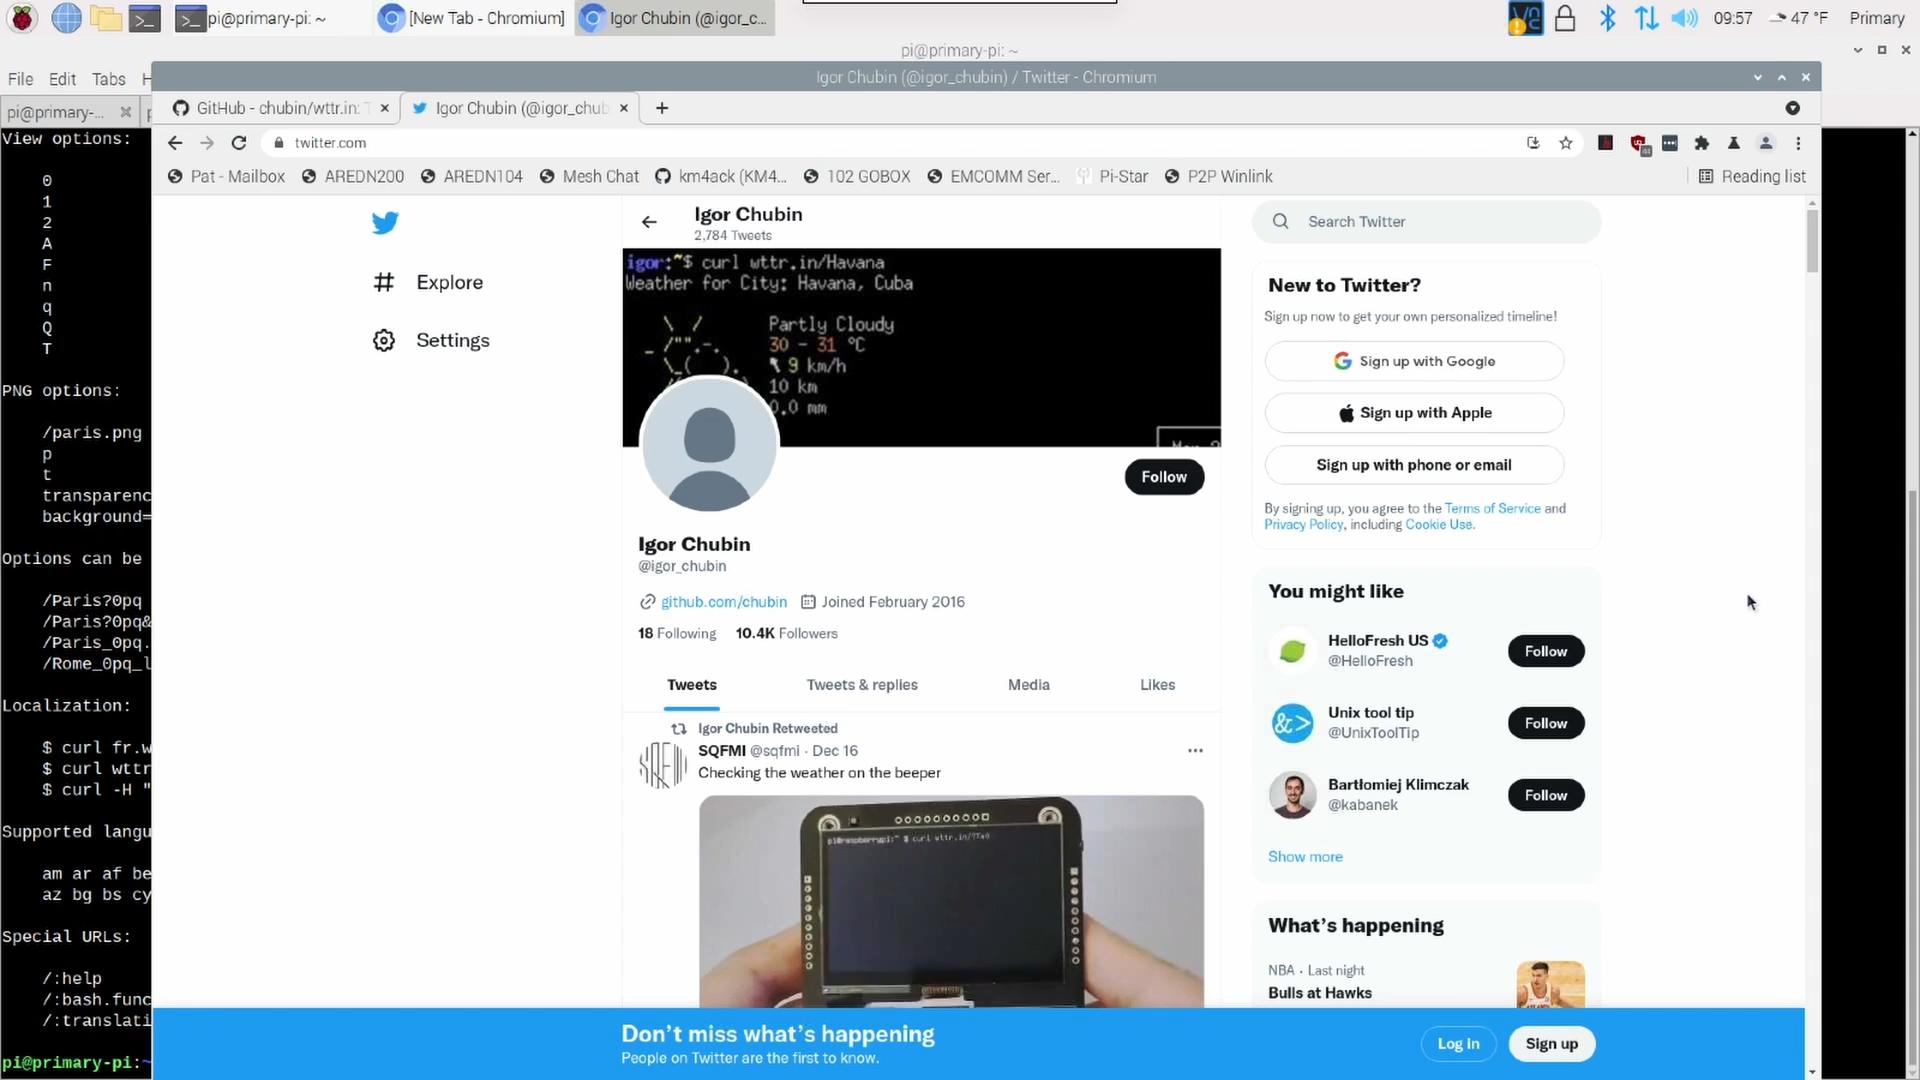 pi@primary-pi: ~
[New Tab - Chromium]
Igor Chubin (@igor_c...
09:57
47 °F
Primary
pi@primary-pi: ~
File Edit Tabs H
Igor Chubin (@igor_chubin) / Twitter - Chromium
pi@primary-...
GitHub - chubin/wttr.in: T
Igor Chubin (@igor_chub
twitter.com
Pat - Mailbox
AREDN200
AREDN104
Mesh Chat
km4ack (KM4...
102 GOBOX
EMCOMM Ser...
Pi-Star
P2P Winlink
Reading list
View options:
0
1
2
A
F
n
q
Q
T
PNG options:
/paris.png
p
t
transparenc
background=
Options can be
/Paris?0pq
/Paris?0pq&
/Paris_0pq.
/Rome_0pq_l
Localization:
$ curl fr.w
$ curl wttr
$ curl -H "
Supported langu
am ar af be
az bg bs cy
Special URLs:
/:help
/:bash.func
/:translati
pi@primary-pi:~
Explore
Settings
Igor Chubin
2,784 Tweets
igor:~$ curl wttr.in/Havana
Weather for City: Havana, Cuba
Partly Cloudy
30 – 31 °C
9 km/h
10 km
0.0 mm
Follow
Igor Chubin
@igor_chubin
github.com/chubin
Joined February 2016
18 Following
10.4K Followers
Tweets
Tweets & replies
Media
Likes
Igor Chubin Retweeted
SQFMI @sqfmi · Dec 16
Checking the weather on the beeper
Search Twitter
New to Twitter?
Sign up now to get your own personalized timeline!
Sign up with Google
Sign up with Apple
Sign up with phone or email
By signing up, you agree to the Terms of Service and
Privacy Policy, including Cookie Use.
You might like
HelloFresh US
@HelloFresh
Follow
Unix tool tip
@UnixToolTip
Follow
Bartłomiej Klimczak
@kabanek
Follow
Show more
What's happening
NBA · Last night
Bulls at Hawks
Don't miss what's happening
People on Twitter are the first to know.
Log in
Sign up